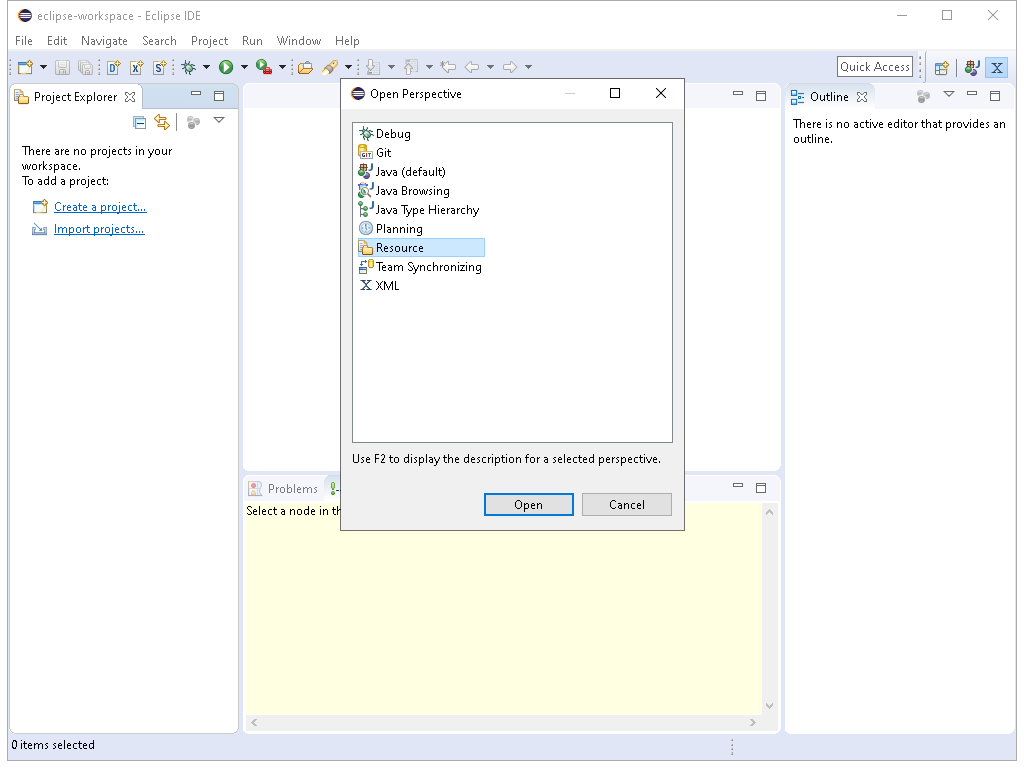 eclipse-workspace - Eclipse IDE
File Edit Navigate Search Project Run Window Help
Quick Access
Project Explorer
There are no projects in your
workspace.
To add a project:
Create a project...
Import projects...
Open Perspective
Debug
Git
Java (default)
Java Browsing
Java Type Hierarchy
Planning
Resource
Team Synchronizing
XML
Use F2 to display the description for a selected perspective.
Open Cancel
Outline
There is no active editor that provides an
outline.
Problems
Select a node in th
0 items selected